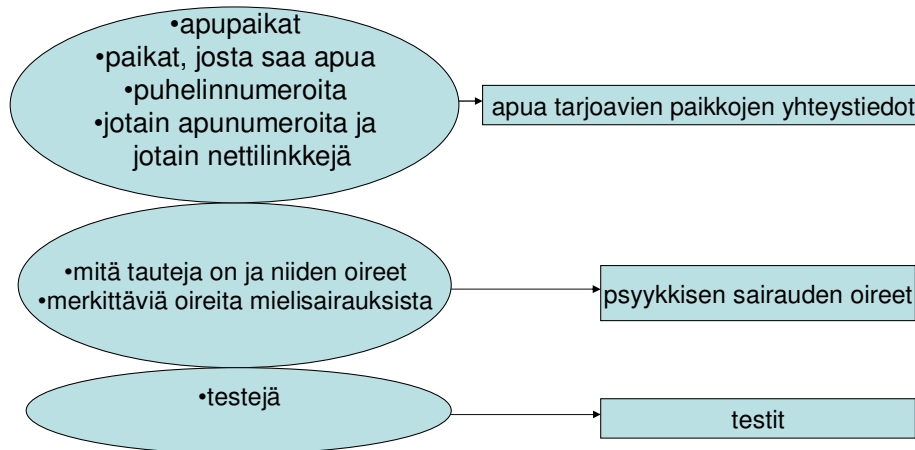 •apupaikat
•paikat, josta saa apua
•puhelinnumeroita
•jotain apunumeroita ja
jotain nettilinkkejä
apua tarjoavien paikkojen yhteystiedot
•mitä tauteja on ja niiden oireet
•merkittäviä oireita mielisairauksista
psyykkisen sairauden oireet
•testejä
testit